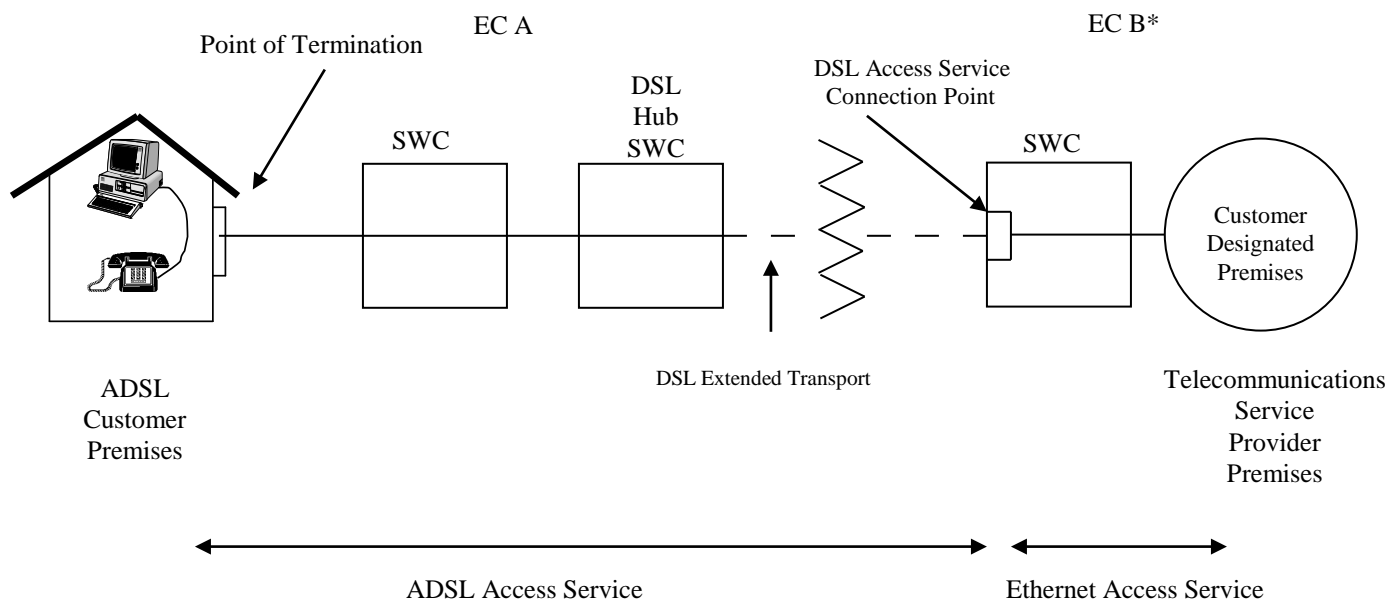 EC A
EC B*
Point of Termination
DSL Access Service
Connection Point
DSL
Hub
SWC
SWC
SWC
Customer
Designated
Premises
DSL Extended Transport
ADSL
Customer
Premises
Telecommunications
Service
Provider
Premises
ADSL Access Service
Ethernet Access Service